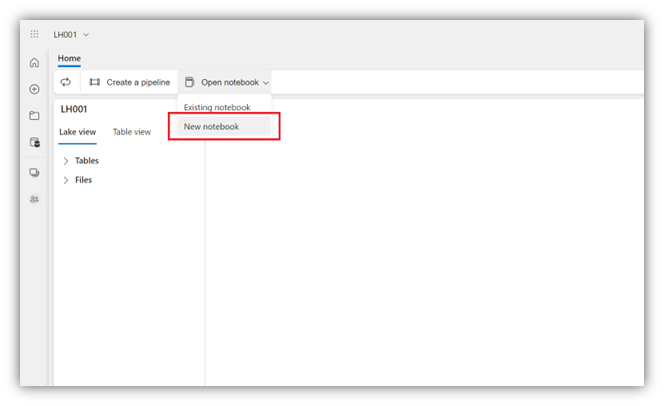 LH001
Home
Create a pipeline
Open notebook
Existing notebook
New notebook
LH001
Lake view
Table view
Tables
Files